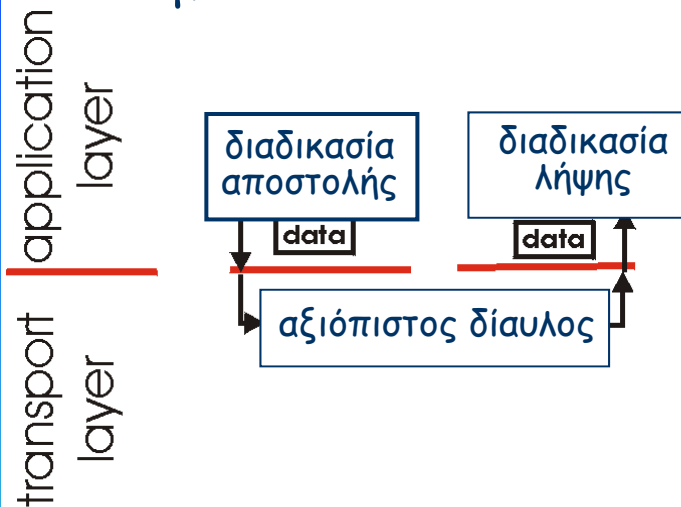 application
layer
διαδικασία
αποστολής
διαδικασία
λήψης
data
data
transport
layer
αξιόπιστος δίαυλος